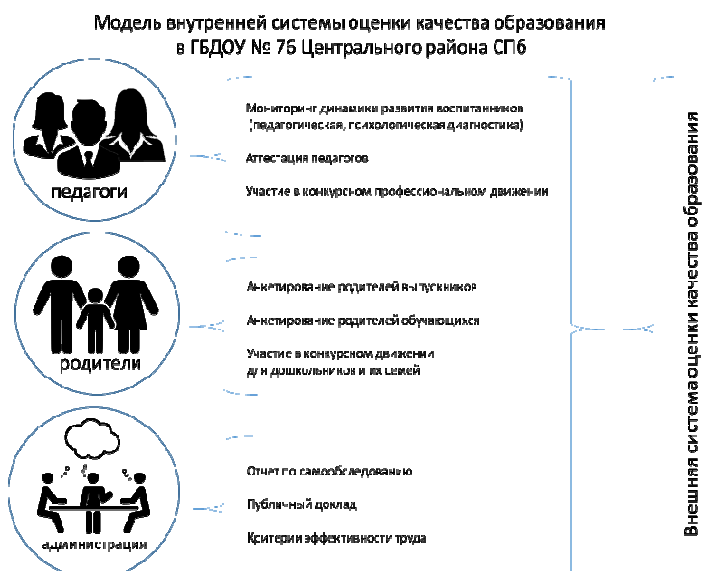 Модель внутренней системы оценки качества образования
в ГБДОУ № 76 Центрального района СПб
педагоги
Мониторинг динамики развития воспитанников
(педагогическая, психологическая диагностика)
Аттестация педагогов
Участие в конкурсном профессиональном движении
родители
Анкетирование родителей выпускников
Анкетирование родителей обучающихся
Участие в конкурсном движении
для дошкольников и их семей
администрация
Отчет по самообследованию
Публичный доклад
Критерии эффективности труда
Внешняя система оценки качества образования